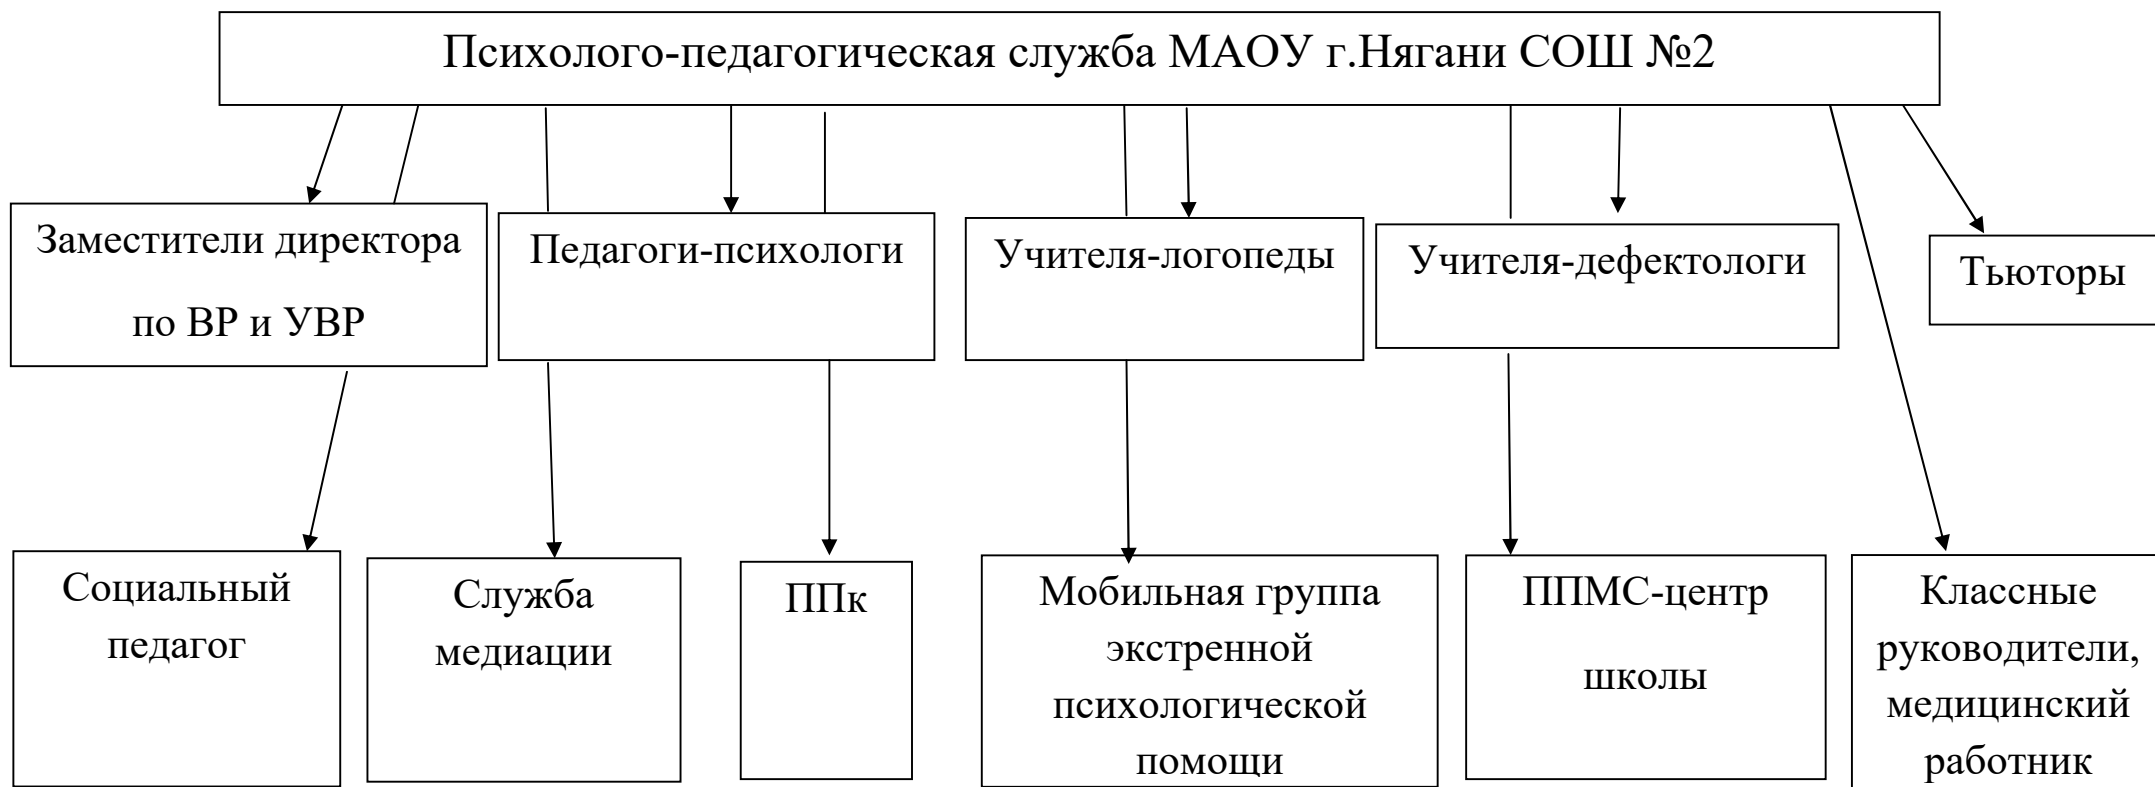 Психолого-педагогическая служба МАОУ г.Нягани СОШ №2
Заместители директора
по ВР и УВР
Педагоги-психологи
Учителя-логопеды
Учителя-дефектологи
Тьюторы
Социальный
педагог
Служба
медиации
ППк
Мобильная группа
экстренной
психологической
помощи
ППМС-центр
школы
Классные
руководители,
медицинский
работник